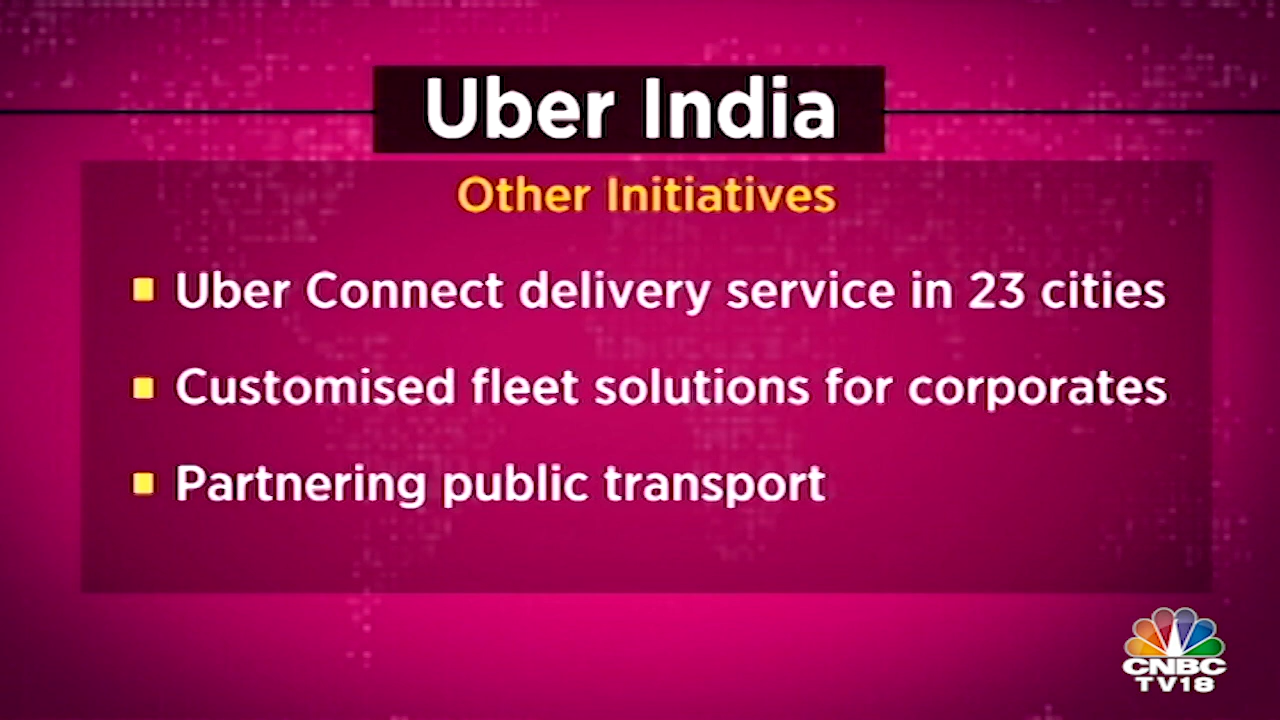 Uber India
Other Initiatives
Uber Connect delivery service in 23 cities
Customised fleet solutions for corporates
Partnering public transport
CNBC
TV18